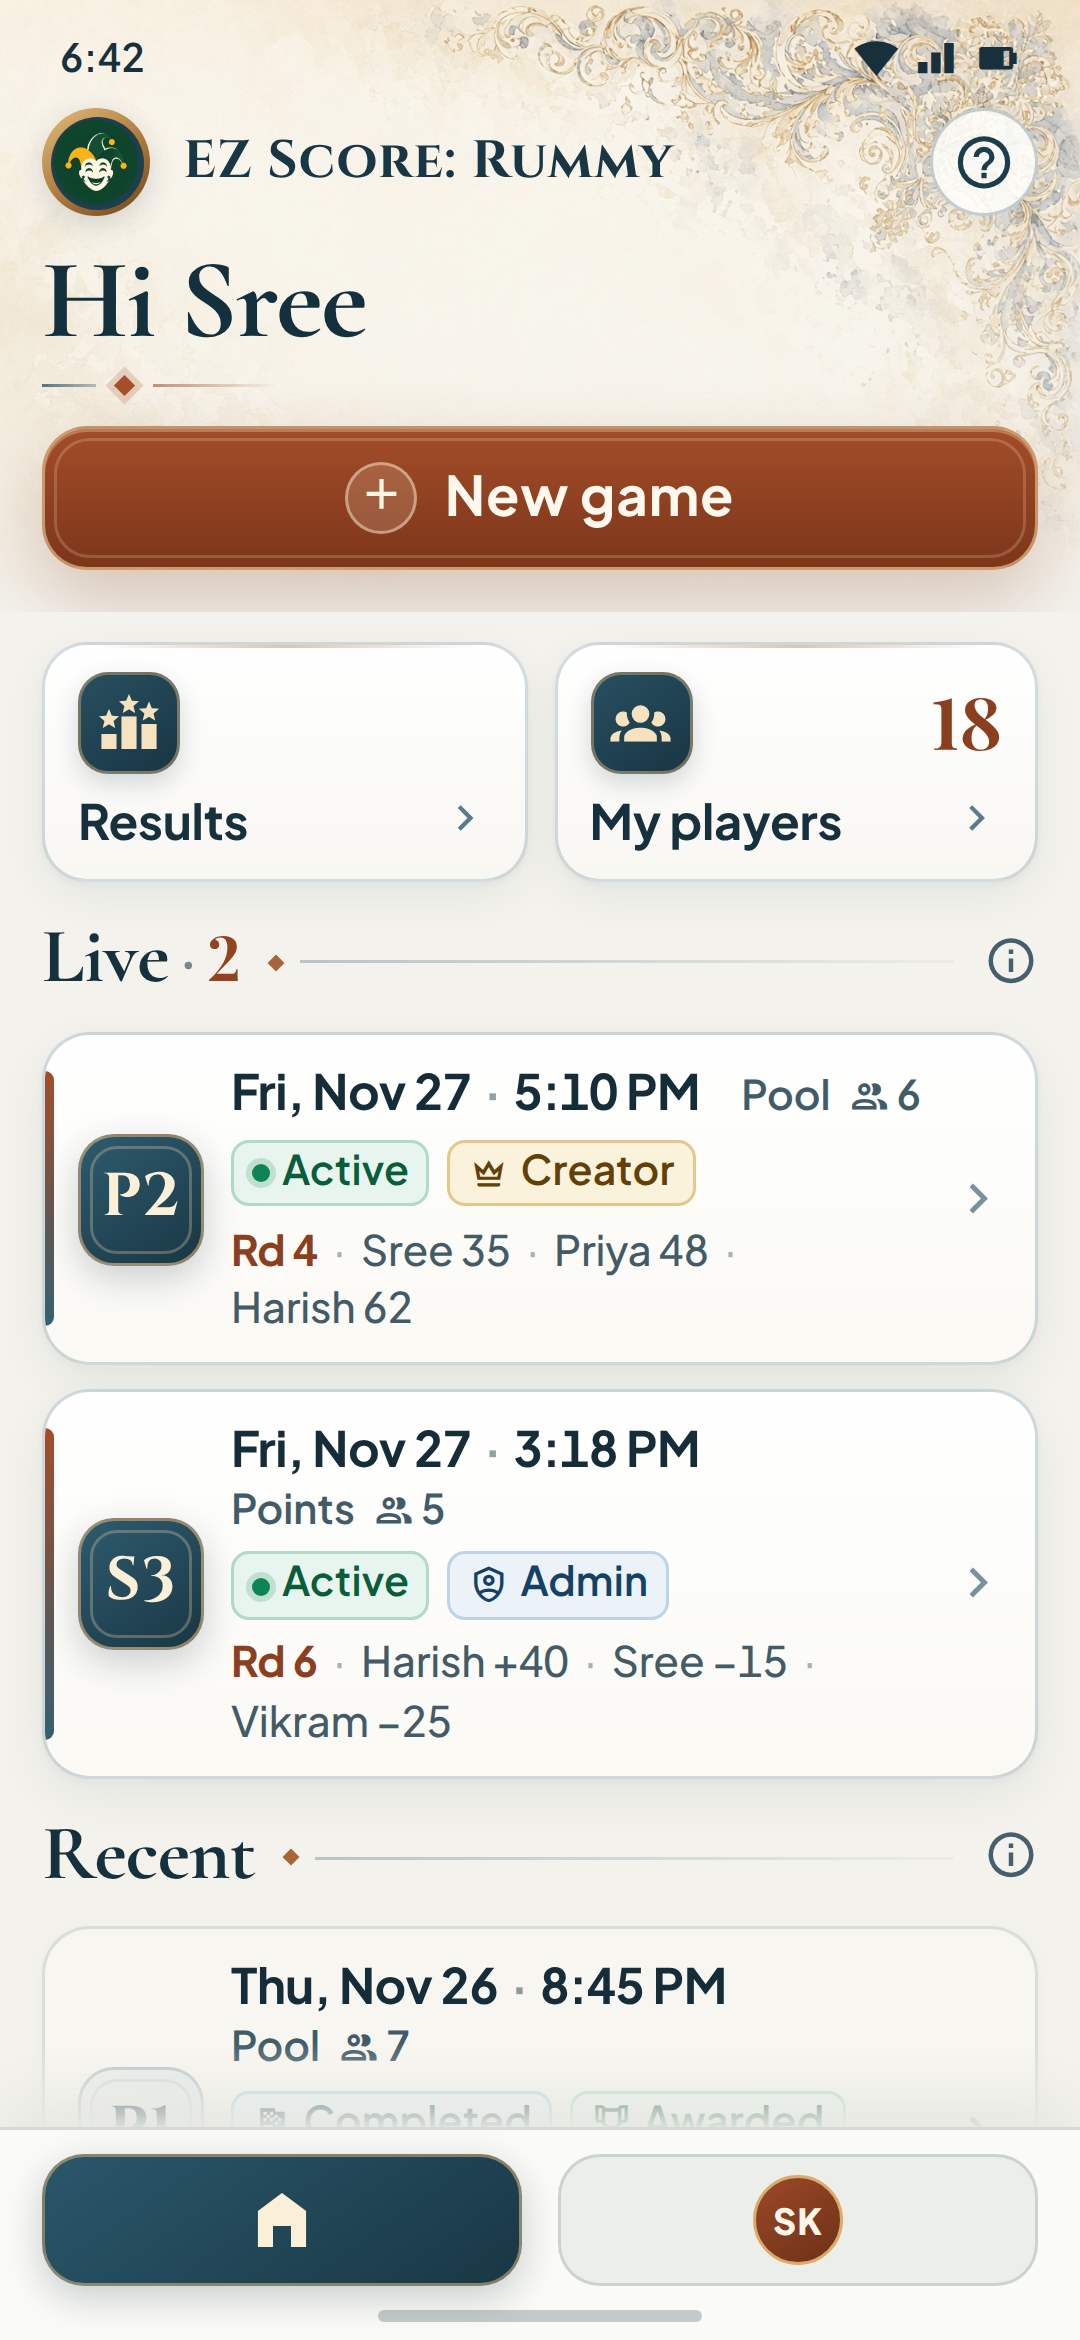 6:42
EZ Score: Rummy
Hi Sree
New game
Results
My players
18
Live · 2
P2
Fri, Nov 27 · 5:10 PM Pool 6
Active Creator
Rd 4 · Sree 35 · Priya 48 ·
Harish 62
S3
Fri, Nov 27 · 3:18 PM
Points 5
Active Admin
Rd 6 · Harish +40 · Sree −15 ·
Vikram −25
Recent
Thu, Nov 26 · 8:45 PM
Pool 7
P1
Completed Awarded
SK